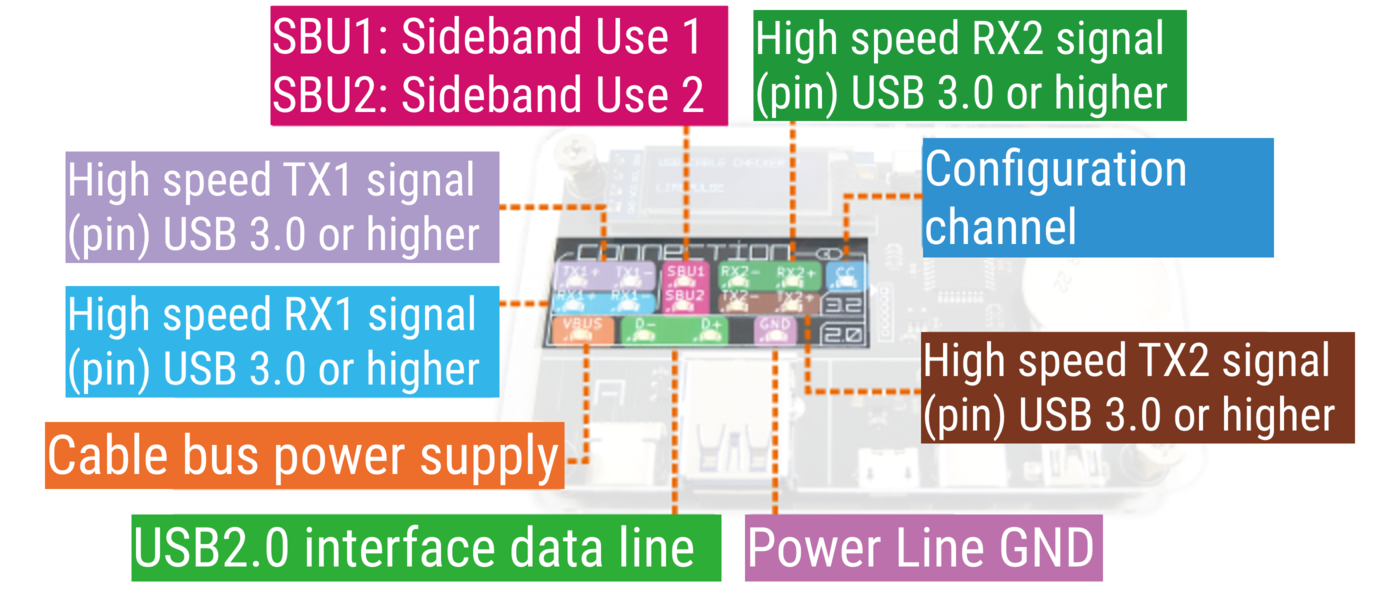 SBU1: Sideband Use 1
SBU2: Sideband Use 2
High speed RX2 signal
(pin) USB 3.0 or higher
High speed TX1 signal
(pin) USB 3.0 or higher
Configuration
channel
USB CABLE CHECKER
CONNECTION
TX1+ TX1- SBU1 RX2- RX2+ CC
RX1+ RX1- SBU2 TX2- TX2+ 3.2
VBUS D- D+ GND 2.0
High speed RX1 signal
(pin) USB 3.0 or higher
High speed TX2 signal
(pin) USB 3.0 or higher
Cable bus power supply
USB2.0 interface data line
Power Line GND